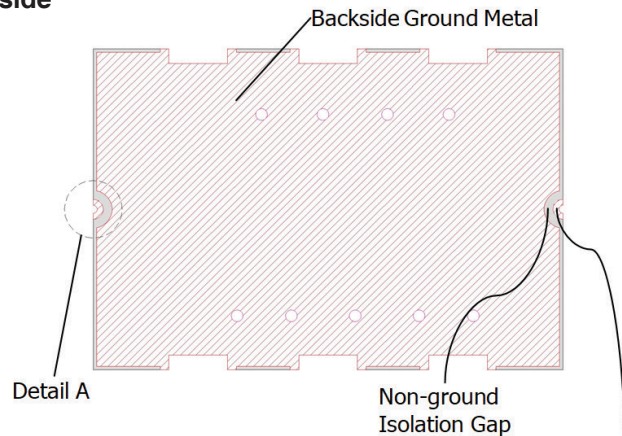 side
Backside Ground Metal
Detail A
Non-ground
Isolation Gap